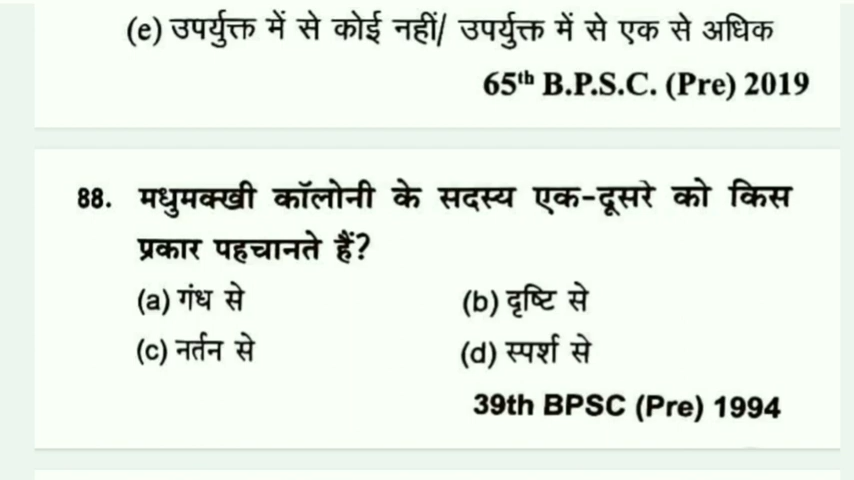 (e) उपर्युक्त में से कोई नहीं/ उपर्युक्त में से एक से अधिक
65th B.P.S.C. (Pre) 2019
88. मधुमक्खी कॉलोनी के सदस्य एक-दूसरे को किस
प्रकार पहचानते हैं?
(a) गंध से (b) दृष्टि से
(c) नर्तन से (d) स्पर्श से
39th BPSC (Pre) 1994